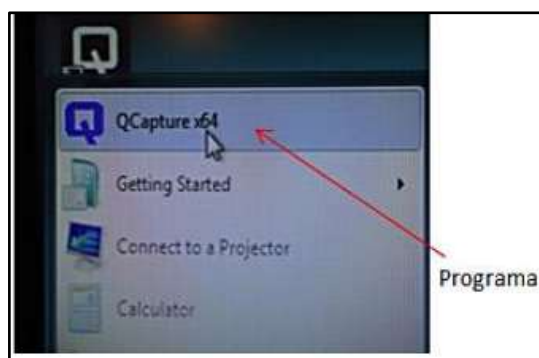 QCapture x64
Getting Started
Connect to a Projector
Calculator
Programa